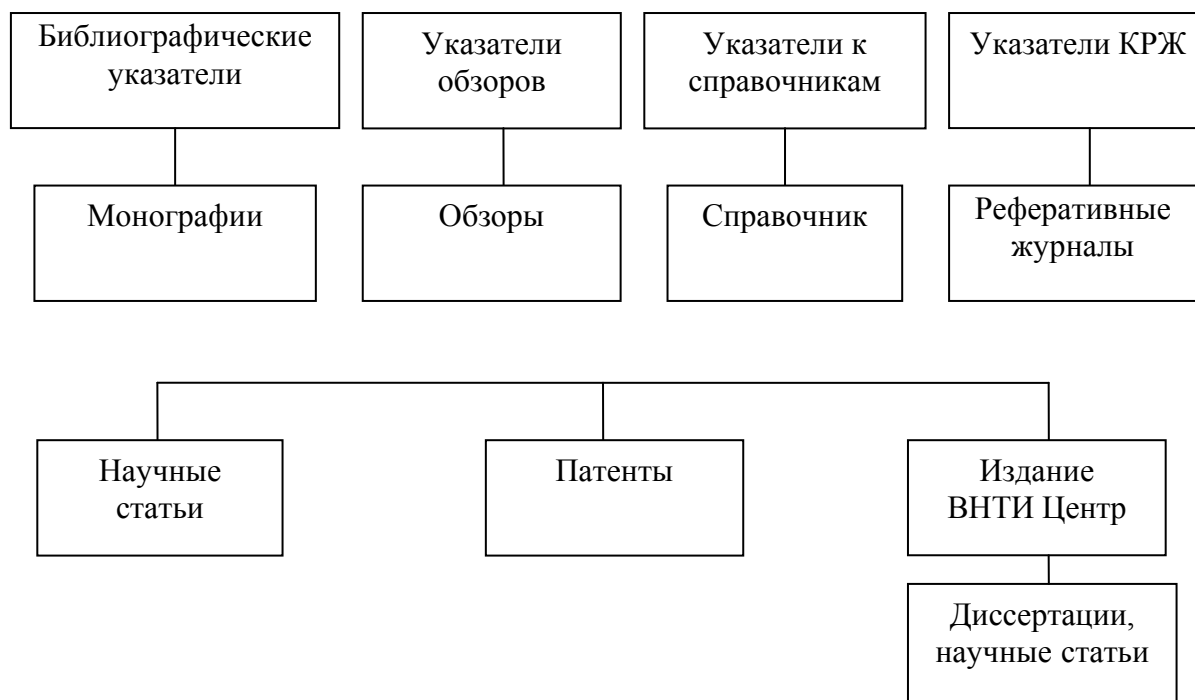 Библиографические
указатели
Указатели
обзоров
Указатели к
справочникам
Указатели КРЖ
Монографии
Обзоры
Справочник
Реферативные
журналы
Научные
статьи
Патенты
Издание
ВНТИ Центр
Диссертации,
научные статьи